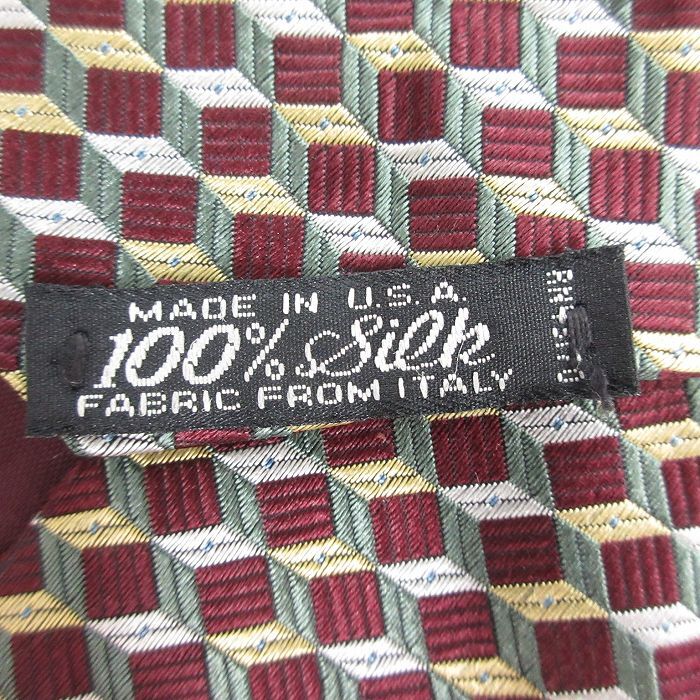 MADE IN U.S.A.
100% Silk
FABRIC FROM ITALY